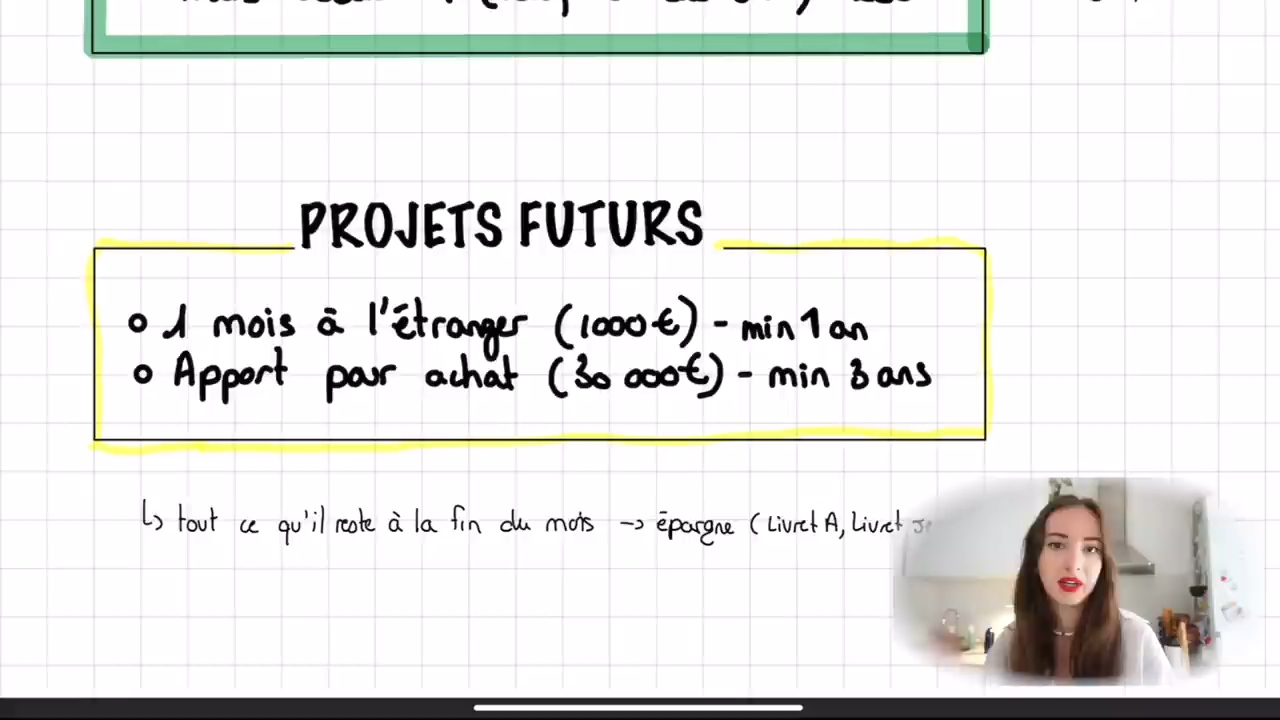 PROJETS FUTURS
o 1 mois à l'étranger (1000€) - min 1 an
o Apport pour achat (30 000€) - min 3 ans
↳ tout ce qu'il reste à la fin du mois → épargne (Livret A, Livret